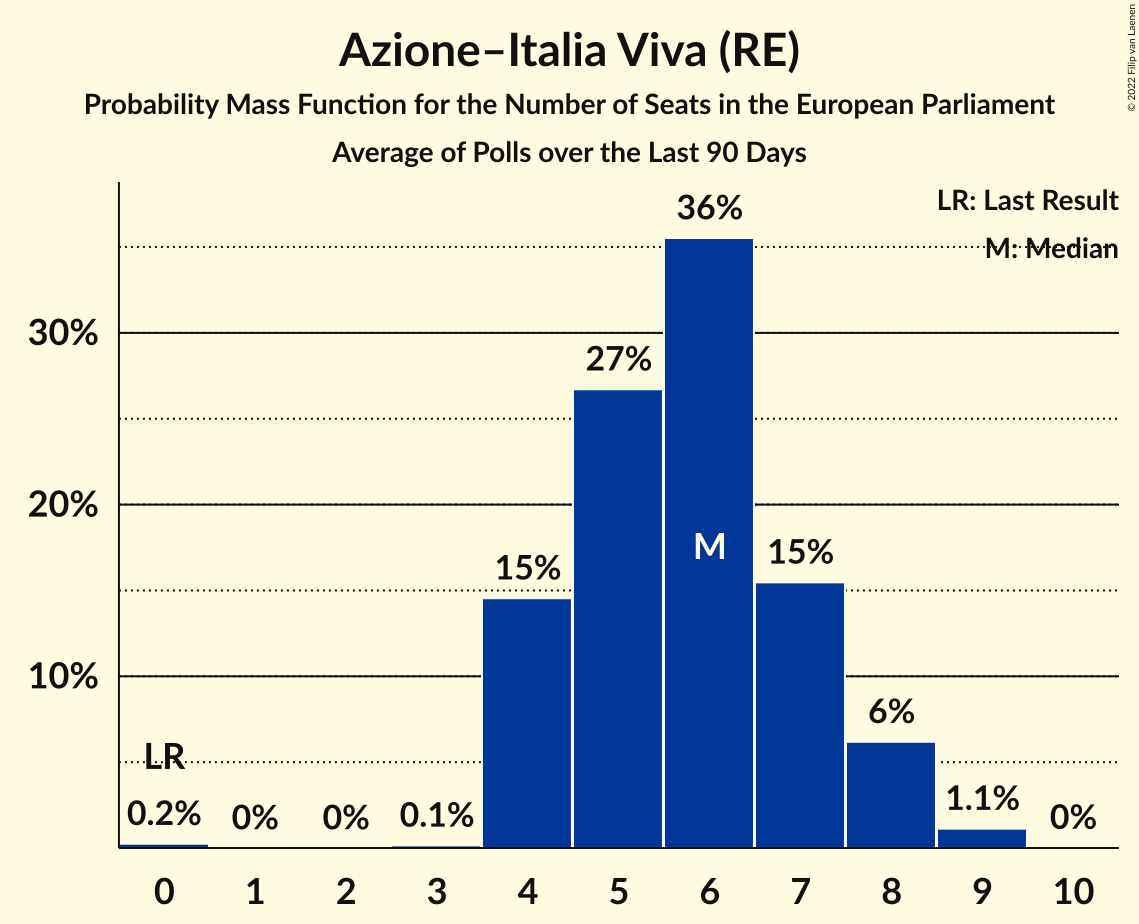 Azione–Italia Viva (RE)
Probability Mass Function for the Number of Seats in the European Parliament
Average of Polls over the Last 90 Days
© 2022 Filip van Laenen
LR: Last Result
M: Median
36%
30%
27%
20%
15%
M
15%
10%
6%
LR
0.2%
0%
0%
0.1%
1.1%
0%
0 1 2 3 4 5 6 7 8 9 10